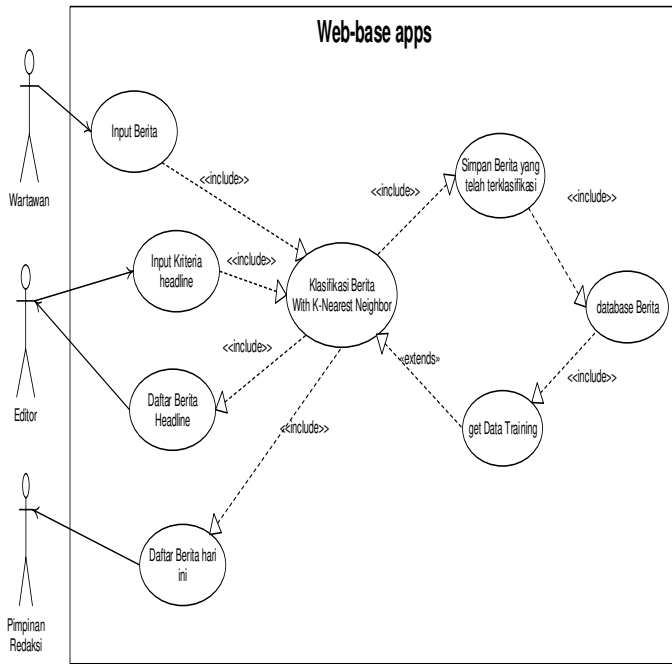 Web-base apps
Input Berita
Wartawan
<<include>>
Simpan Berita yang
telah terklasifikasi
<<include>>
<<include>>
Input Kriteria
headline
<<include>>
Klasifikasi Berita
With K-Nearest Neighbor
database Berita
Editor
<<include>>
«extends»
<<include>>
Daftar Berita
Headline
get Data Training
<<include>>
Daftar Berita hari
ini
Pimpinan
Redaksi